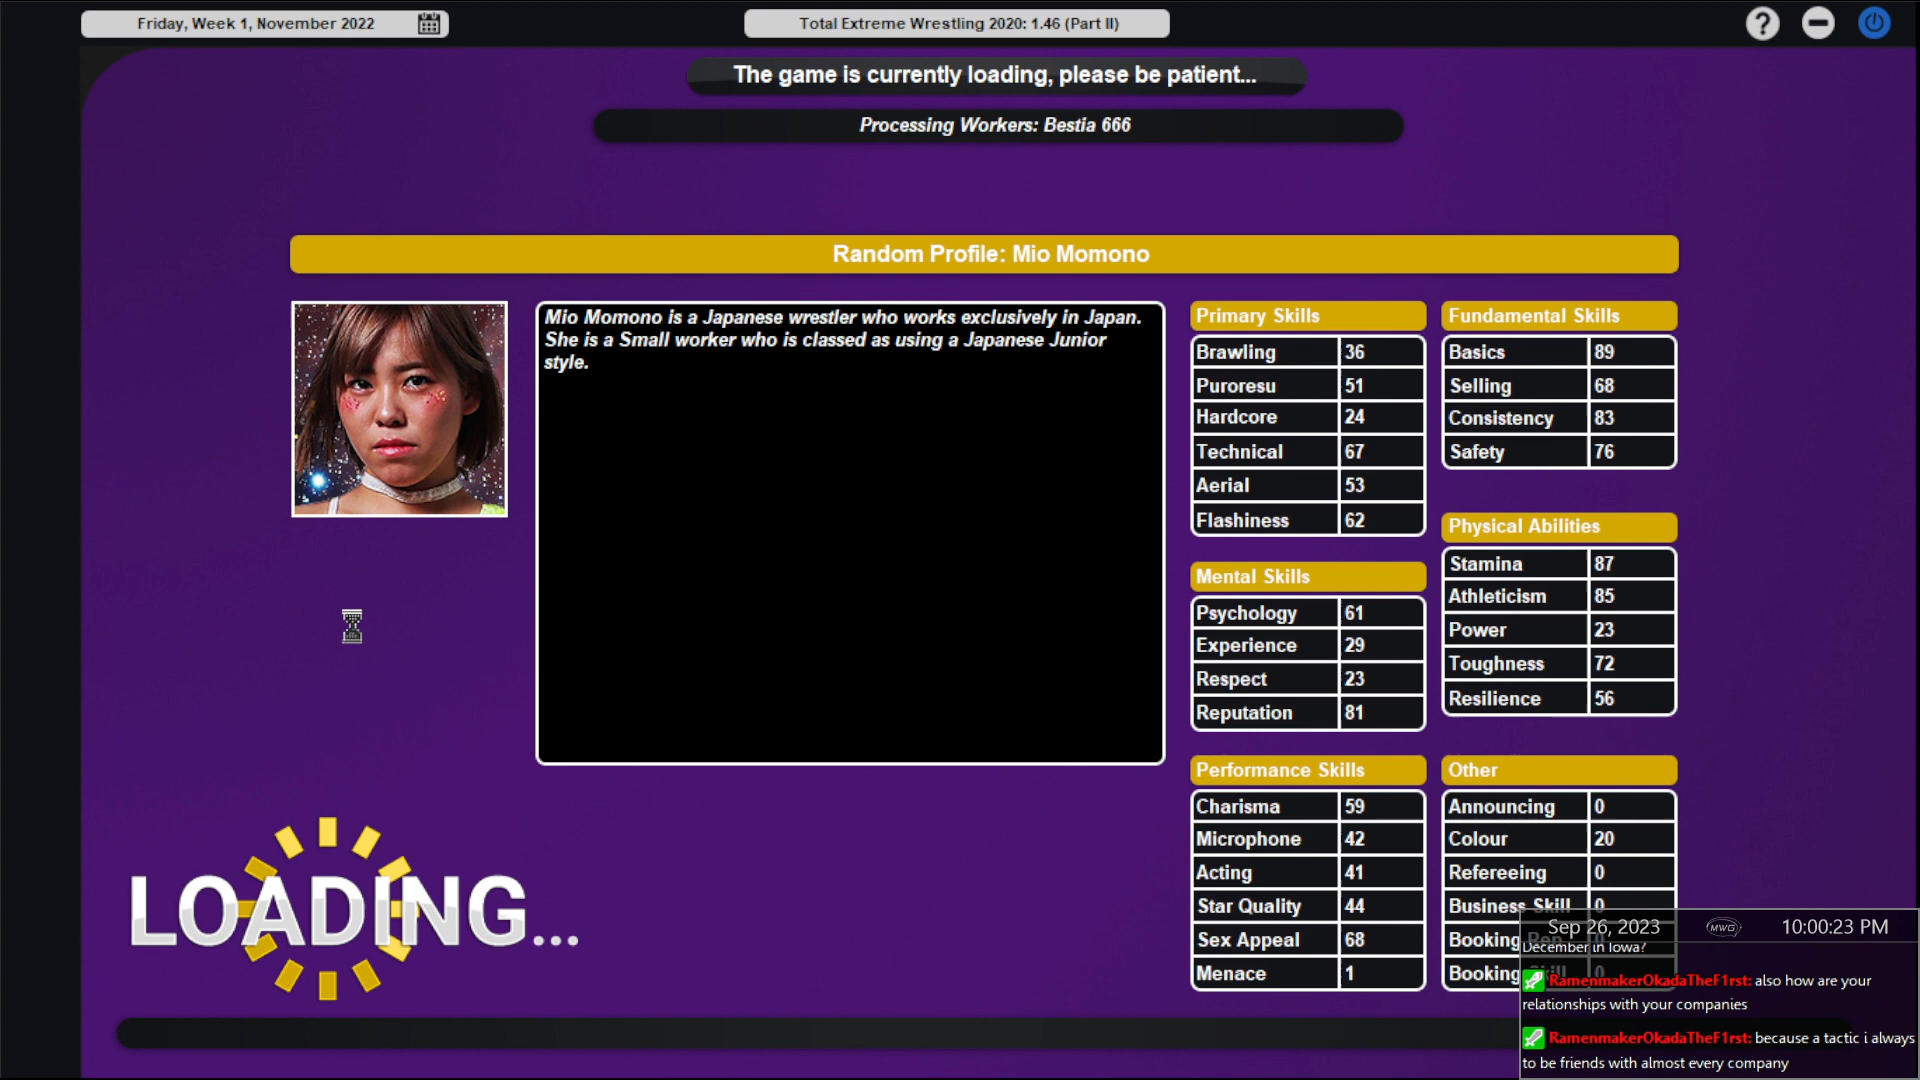 Friday, Week 1, November 2022
Total Extreme Wrestling 2020: 1.46 (Part II)
?
The game is currently loading, please be patient...
Processing Workers: Bestia 666
Random Profile: Mio Momono
Mio Momono is a Japanese wrestler who works exclusively in Japan.
She is a Small worker who is classed as using a Japanese Junior
style.
Primary Skills
Brawling 36
Puroresu 51
Hardcore 24
Technical 67
Aerial 53
Flashiness 62
Mental Skills
Psychology 61
Experience 29
Respect 23
Reputation 81
Performance Skills
Charisma 59
Microphone 42
Acting 41
Star Quality 44
Sex Appeal 68
Menace 1
Fundamental Skills
Basics 89
Selling 68
Consistency 83
Safety 76
Physical Abilities
Stamina 87
Athleticism 85
Power 23
Toughness 72
Resilience 56
Other
Announcing 0
Colour 20
Refereeing 0
Business Skill 0
Booking Rep 0
Booking Skill 0
LOADING...
Sep 26, 2023 MWG 10:00:23 PM
December in Iowa?
RamenmakerOkadaTheF1rst: also how are your
relationships with your companies
RamenmakerOkadaTheF1rst: because a tactic i always
to be friends with almost every company